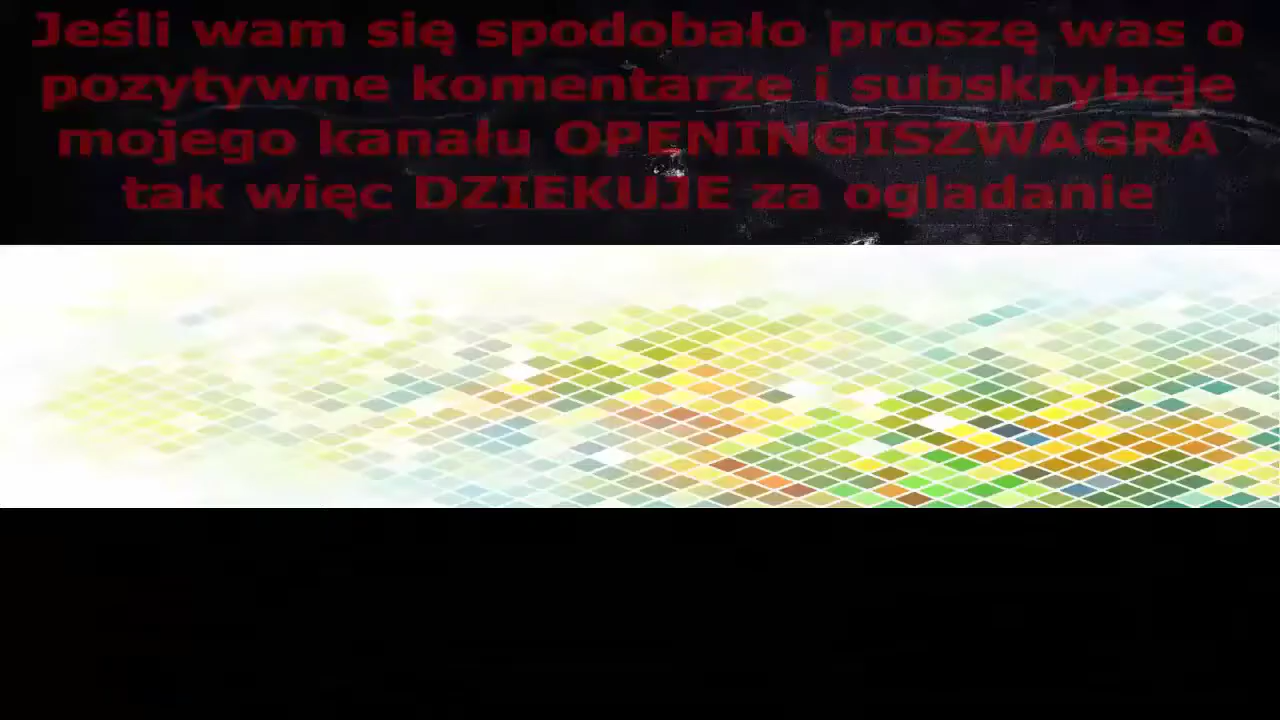 Jeśli wam się spodobało proszę was o
pozytywne komentarze i subskrybcje
mojego kanału OPENINGISZWAGRA
tak więc DZIEKUJE za ogladanie